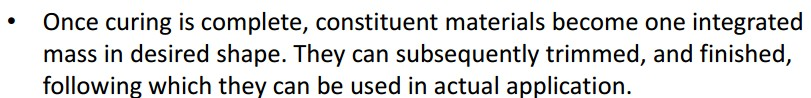 • Once curing is complete, constituent materials become one integrated
mass in desired shape. They can subsequently trimmed, and finished,
following which they can be used in actual application.